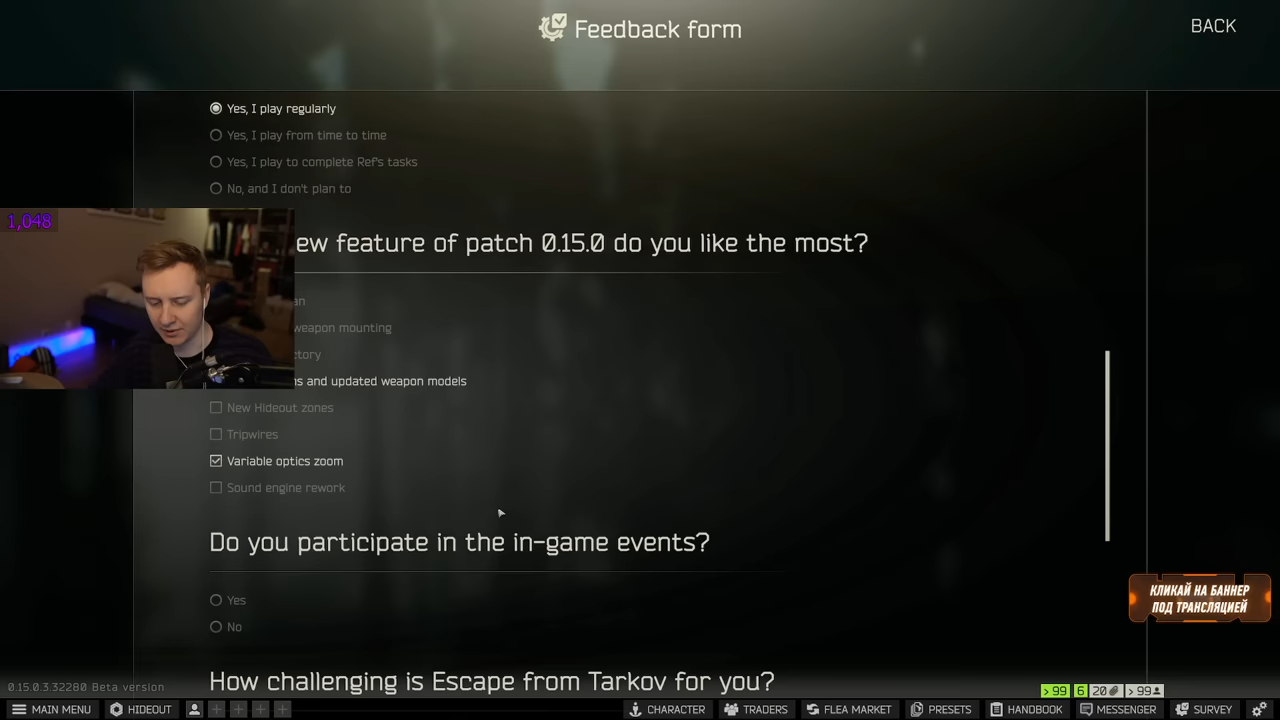 Feedback form
BACK
Yes, I play regularly
Yes, I play from time to time
Yes, I play to complete Ref's tasks
No, and I don't plan to
1,048
feature of patch 0.15.0 do you like the most?
weapon mounting
and updated weapon models
New Hideout zones
Tripwires
Variable optics zoom
Sound engine rework
Do you participate in the in-game events?
Yes
No
КЛИКАЙ НА БАННЕР
ПОД ТРАНСЛЯЦИЕЙ
How challenging is Escape from Tarkov for you?
0.15.0.3.32280 Beta version
>99 6 20 >99
MAIN MENU HIDEOUT CHARACTER TRADERS FLEA MARKET PRESETS HANDBOOK MESSENGER SURVEY